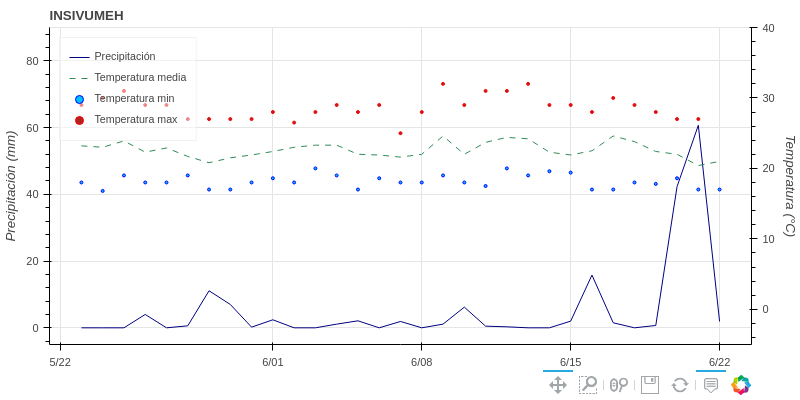 INSIVUMEH
Precipitación
Temperatura media
Temperatura min
Temperatura max
Precipitación (mm)
80
60
40
20
0
Temperatura (°C)
40
30
20
10
0
5/22
6/01
6/08
6/15
6/22